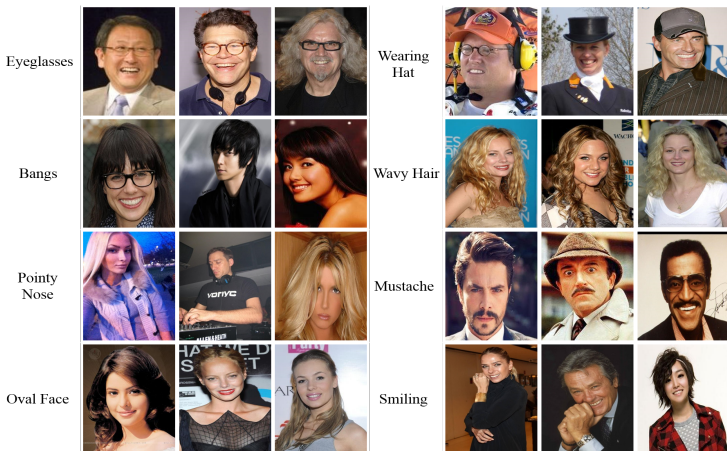 Eyeglasses
Wearing
Hat
Bangs
Wavy Hair
Pointy
Nose
Mustache
Oval Face
Smiling